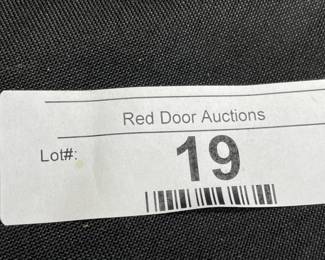 Red Door Auctions
Lot#: 19